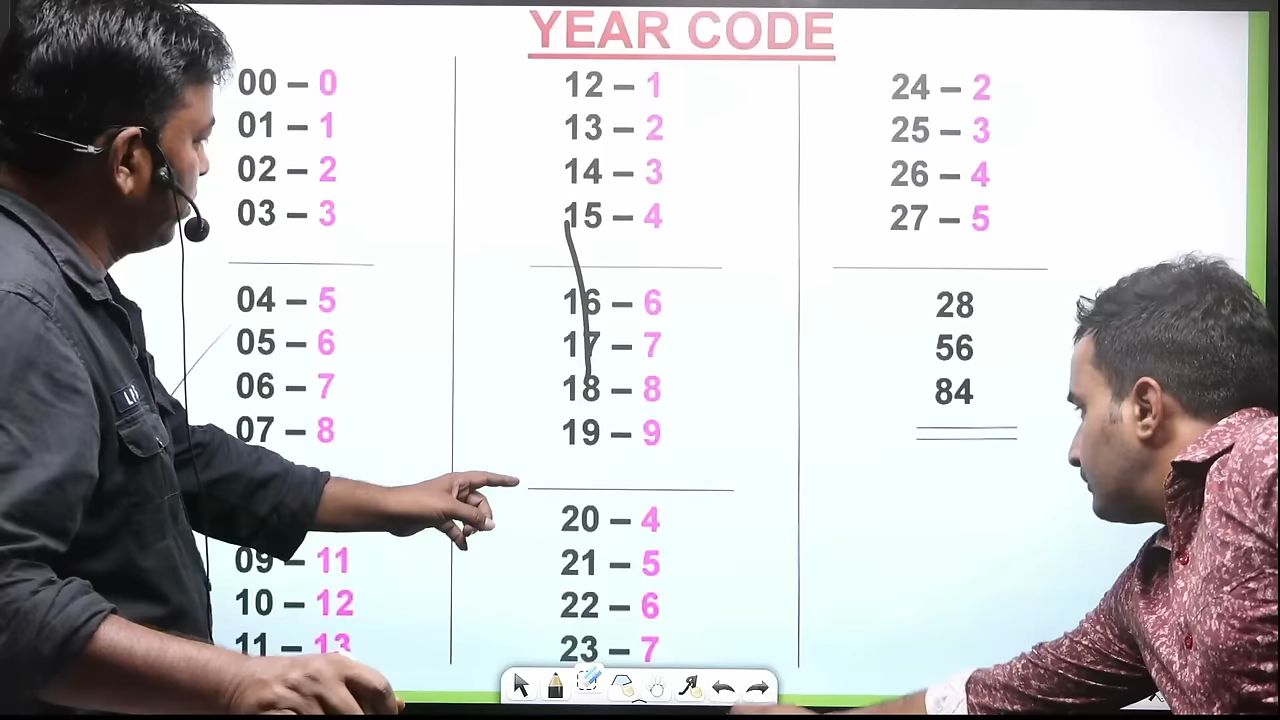 YEAR CODE
00 – 0
01 – 1
02 – 2
03 – 3
04 – 5
05 – 6
06 – 7
07 – 8
09 – 11
10 – 12
11 – 13
12 – 1
13 – 2
14 – 3
15 – 4
16 – 6
17 – 7
18 – 8
19 – 9
20 – 4
21 – 5
22 – 6
23 – 7
24 – 2
25 – 3
26 – 4
27 – 5
28
56
84